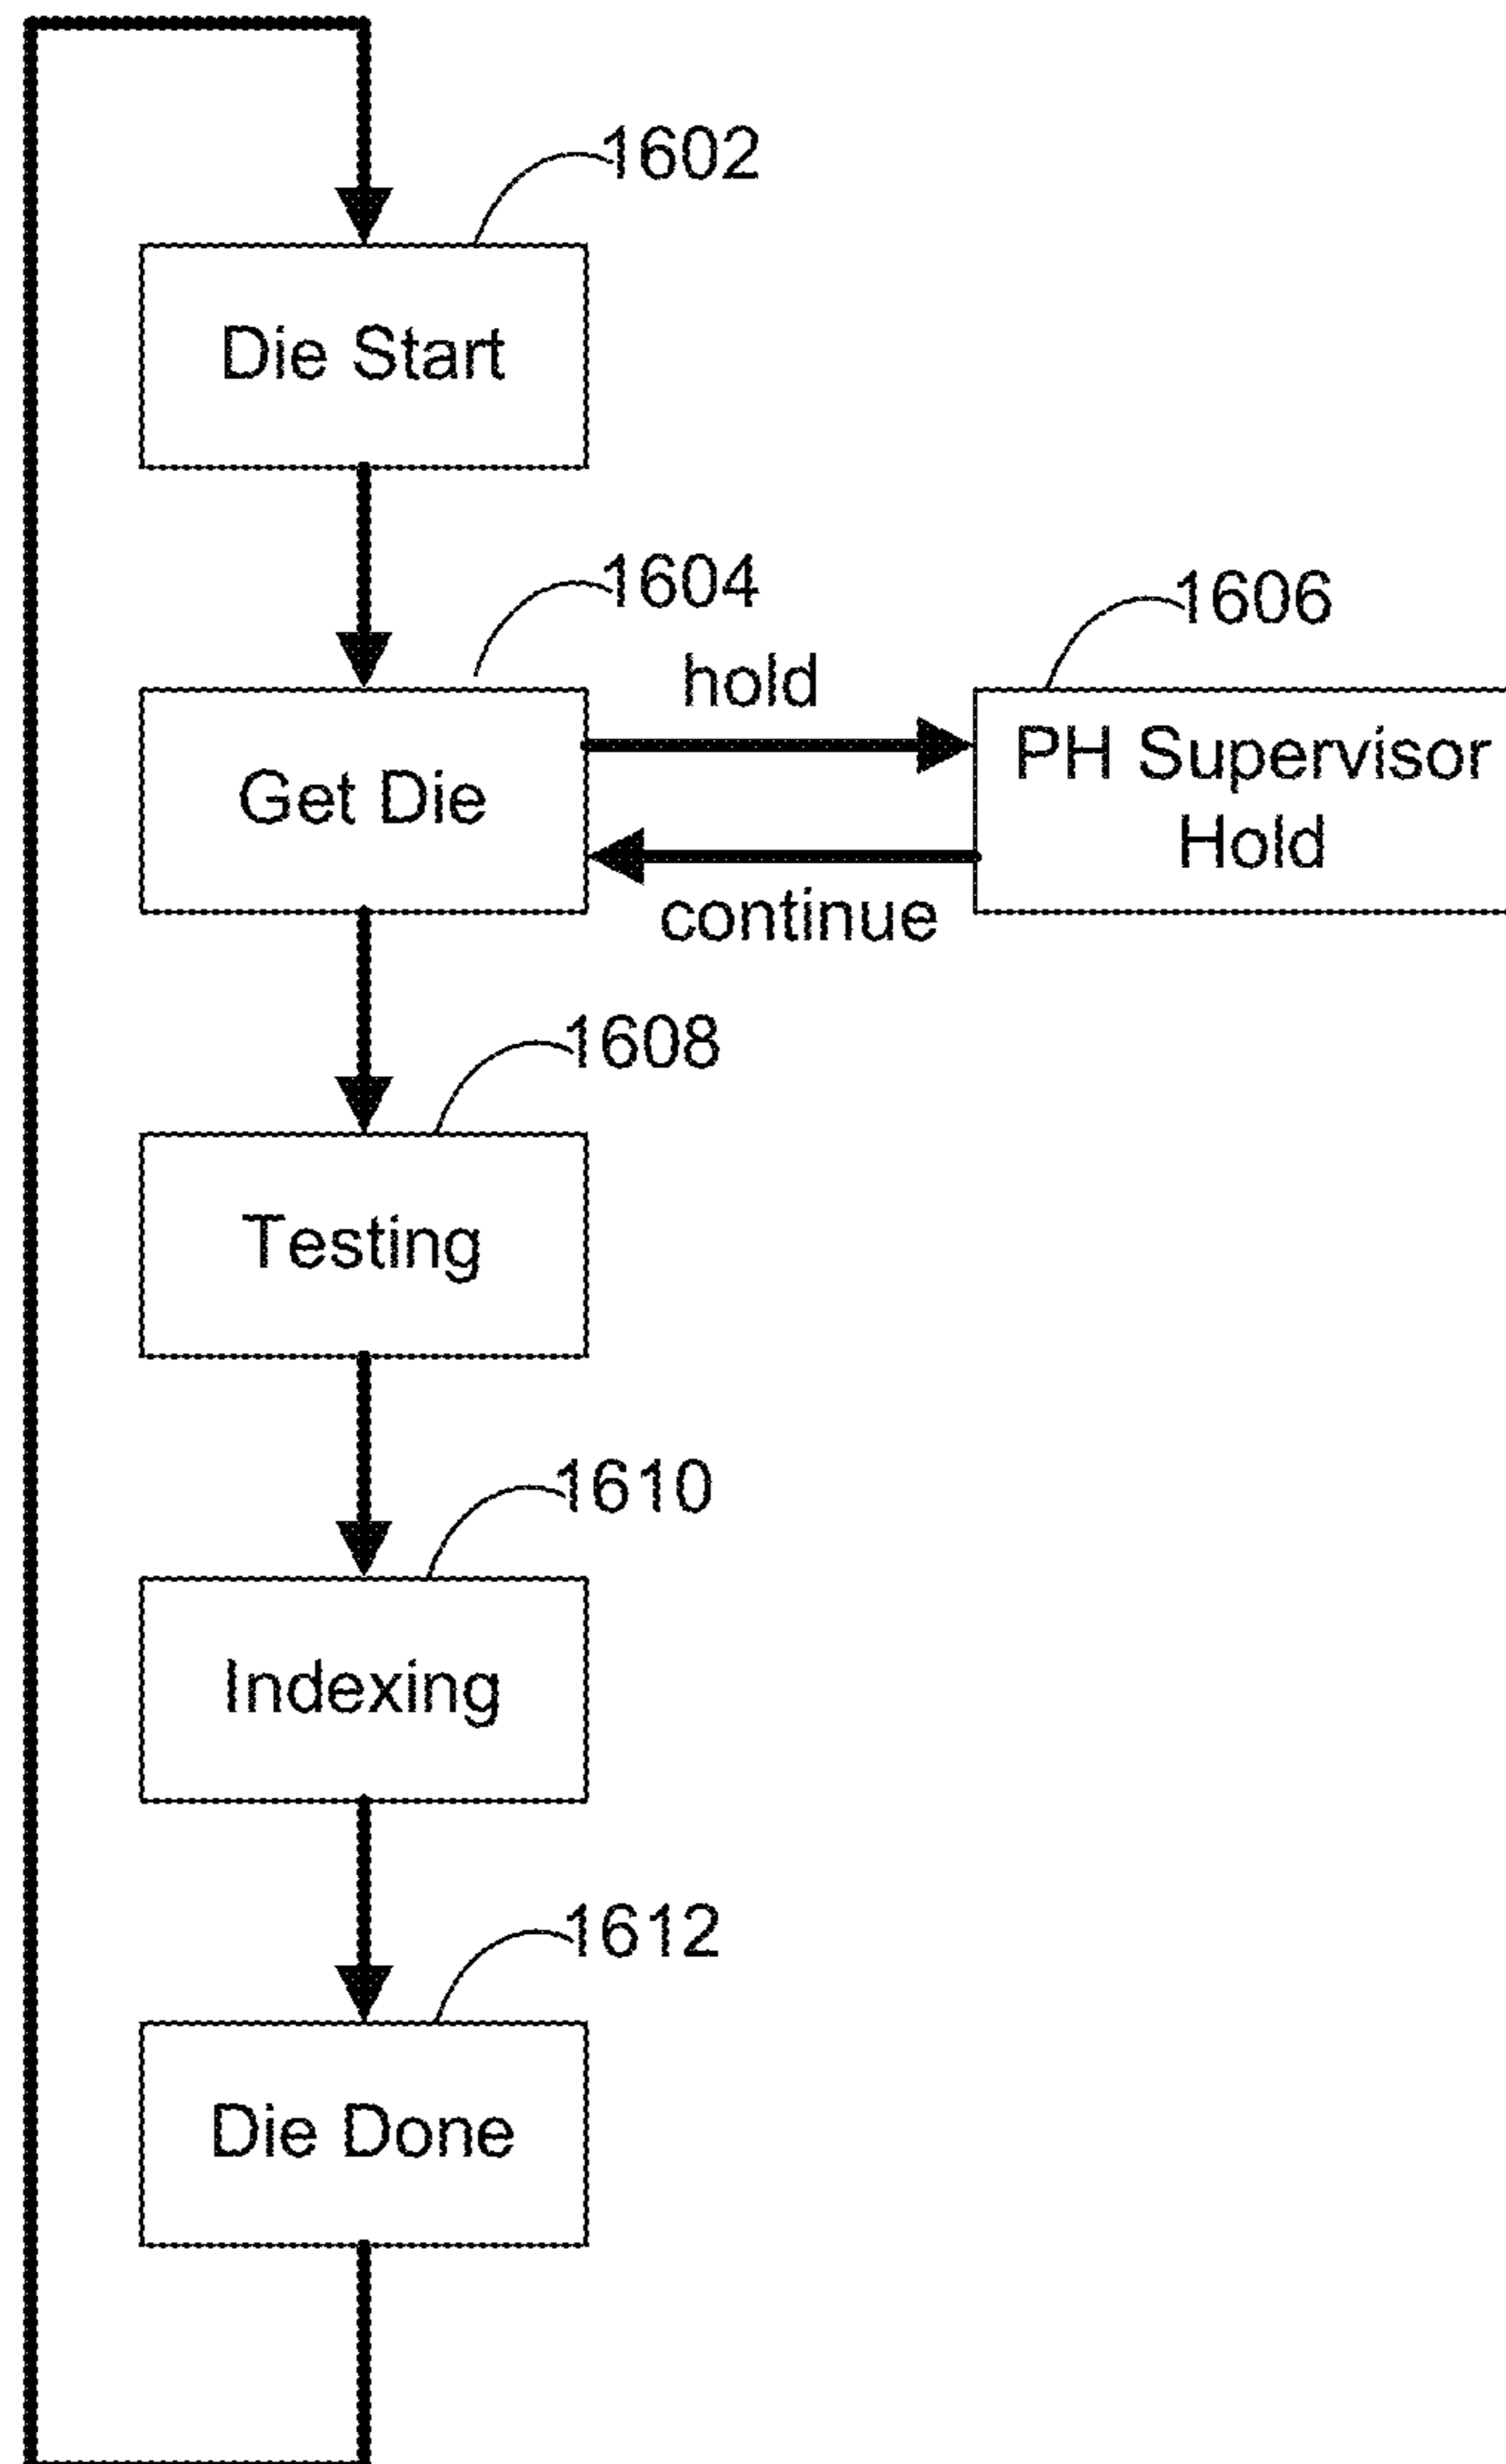 1602
Die Start
1604
1606
hold
PH Supervisor
Hold
Get Die
continue
1608
Testing
1610
Indexing
1612
Die Done